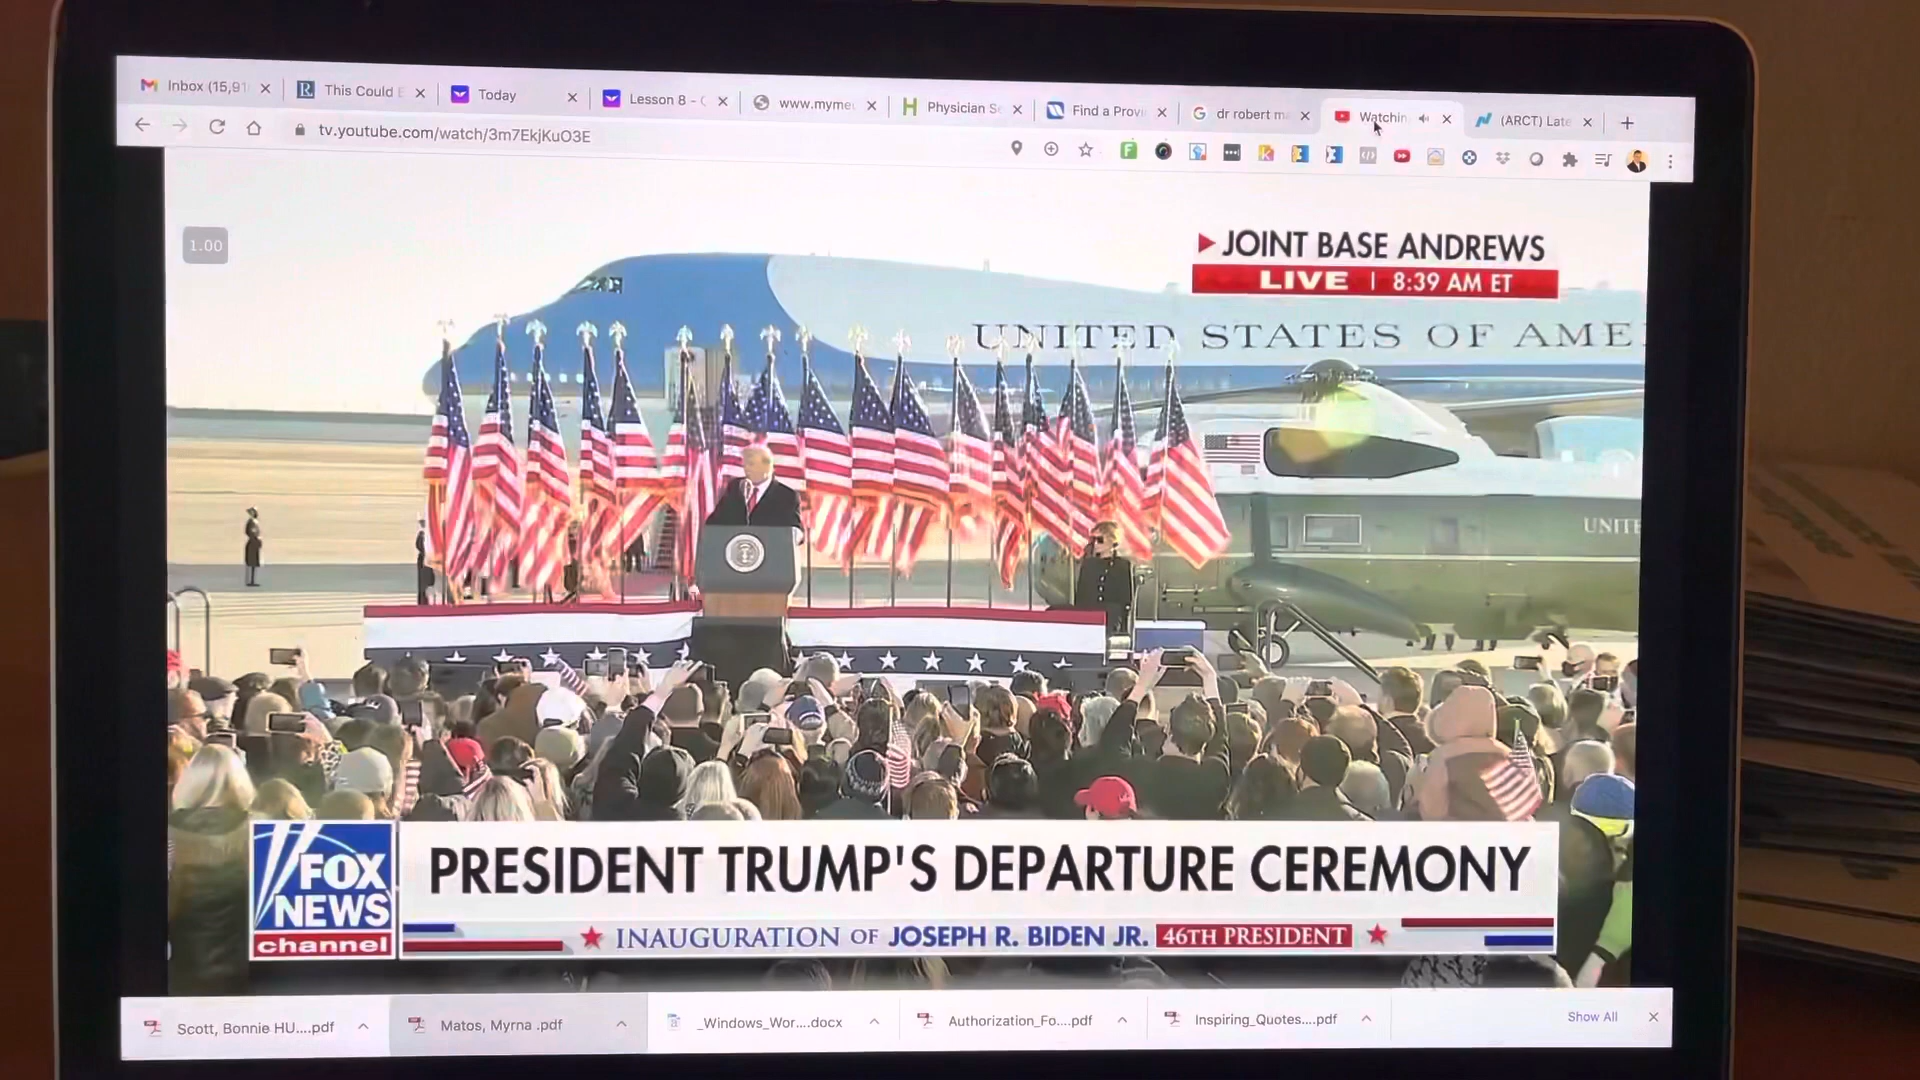 Inbox (15,91
This Could
Today
Lesson 8 -
www.myme
Physician Se
Find a Provi
dr robert m
Watchin
(ARCT) Late
tv.youtube.com/watch/3m7EkjKuO3E
1.00
JOINT BASE ANDREWS
LIVE | 8:39 AM ET
UNITED STATES OF AME
UNITE
FOX
NEWS
channel
PRESIDENT TRUMP'S DEPARTURE CEREMONY
INAUGURATION OF JOSEPH R. BIDEN JR. 46TH PRESIDENT
Scott, Bonnie HU....pdf
Matos, Myrna .pdf
_Windows_Wor....docx
Authorization_Fo....pdf
Inspiring_Quotes....pdf
Show All